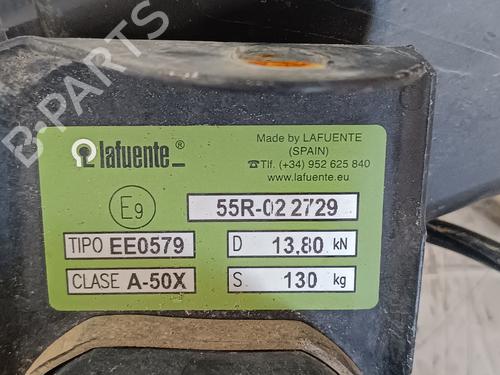 B-PARTS
lafuente®
Made by LAFUENTE
(SPAIN)
☎Tlf. (+34) 952 625 840
www.lafuente.eu
E9
55R-02 2729
TIPO EE0579
D 13,80 kN
CLASE A-50X
S 130 kg